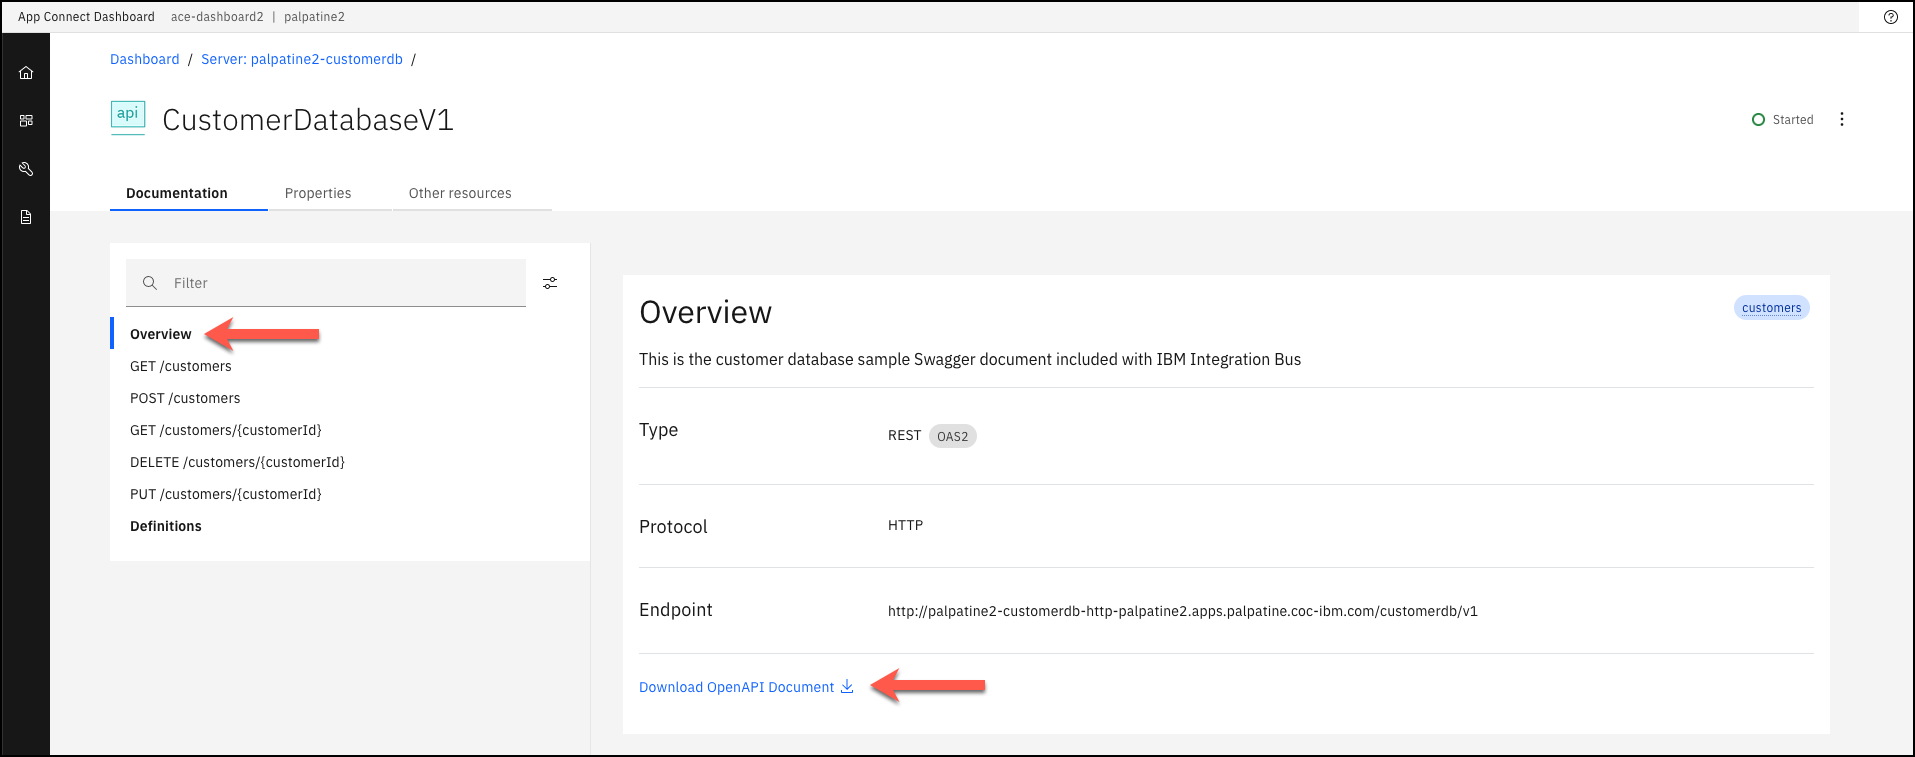 App Connect Dashboard ace-dashboard2 | palpatine2
Dashboard / Server: palpatine2-customerdb /
api CustomerDatabaseV1
Started
Documentation Properties Other resources
Filter
Overview
GET /customers
POST /customers
GET /customers/{customerId}
DELETE /customers/{customerId}
PUT /customers/{customerId}
Definitions
Overview
customers
This is the customer database sample Swagger document included with IBM Integration Bus
Type REST OAS2
Protocol HTTP
Endpoint http://palpatine2-customerdb-http-palpatine2.apps.palpatine.coc-ibm.com/customerdb/v1
Download OpenAPI Document